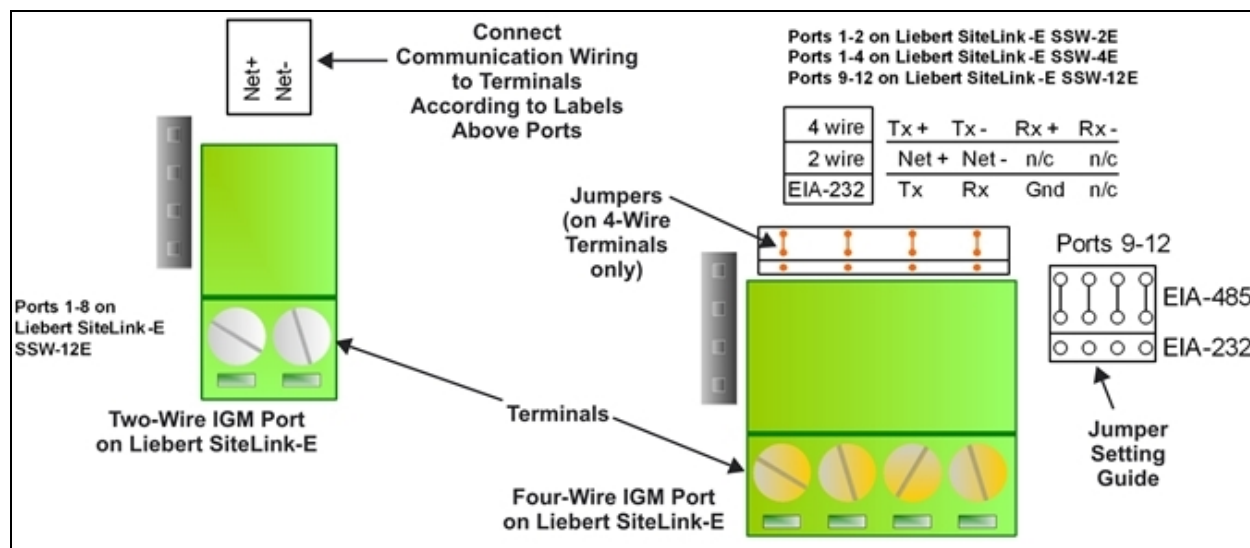 Net+
Net-
Connect
Communication Wiring
to Terminals
According to Labels
Above Ports
Ports 1-2 on Liebert SiteLink-E SSW-2E
Ports 1-4 on Liebert SiteLink-E SSW-4E
Ports 9-12 on Liebert SiteLink-E SSW-12E
4 wire Tx + Tx - Rx + Rx -
2 wire Net + Net - n/c n/c
EIA-232 Tx Rx Gnd n/c
Jumpers
(on 4-Wire
Terminals
only)
Ports 9-12
EIA-485
EIA-232
Jumper
Setting
Guide
Ports 1-8 on
Liebert SiteLink-E
SSW-12E
Two-Wire IGM Port
on Liebert SiteLink-E
Terminals
Four-Wire IGM Port
on Liebert SiteLink-E